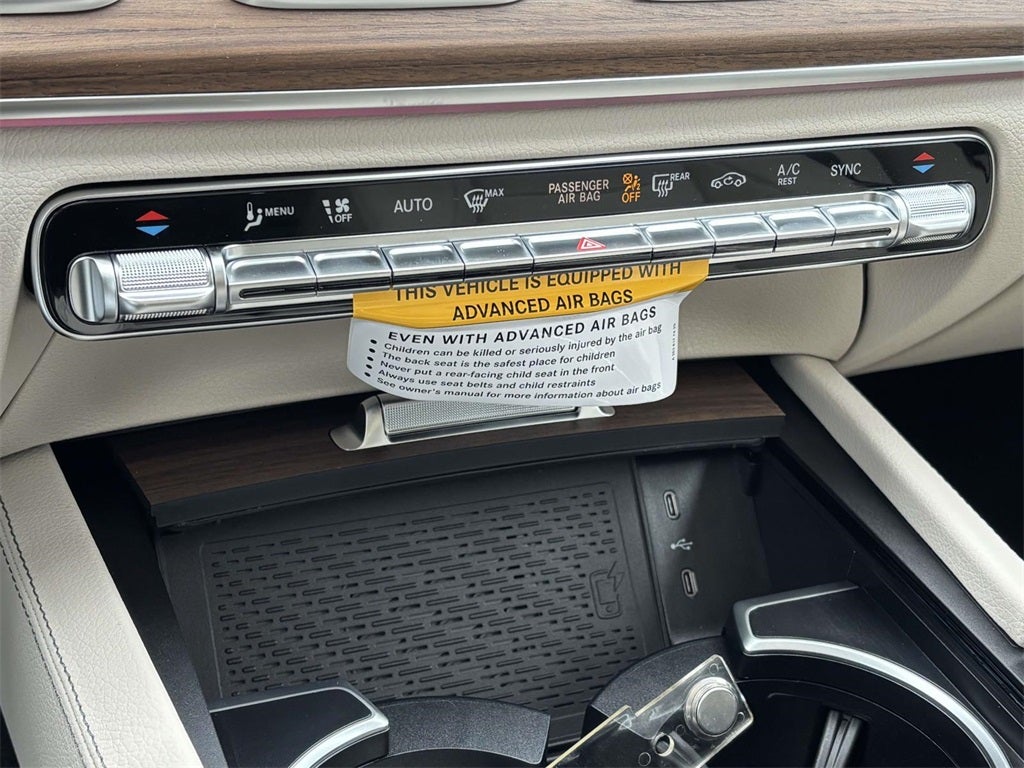 MENU
OFF
AUTO
MAX
PASSENGER
AIR BAG
OFF
REAR
A/C
REST
SYNC
THIS VEHICLE IS EQUIPPED WITH
ADVANCED AIR BAGS
EVEN WITH ADVANCED AIR BAGS
• Children can be killed or seriously injured by the air bag
• The back seat is the safest place for children
• Never put a rear-facing child seat in the front
• Always use seat belts and child restraints
See owner's manual for more information about air bags